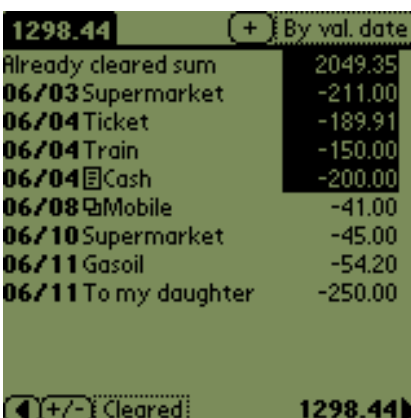 1298.44 + By val. date
Already cleared sum 2049.35
06/03 Supermarket -211.00
06/04 Ticket -189.91
06/04 Train -150.00
06/04 Cash -200.00
06/08 Mobile -41.00
06/10 Supermarket -45.00
06/11 Gasoil -54.20
06/11 To my daughter -250.00
+/- Cleared 1298.44